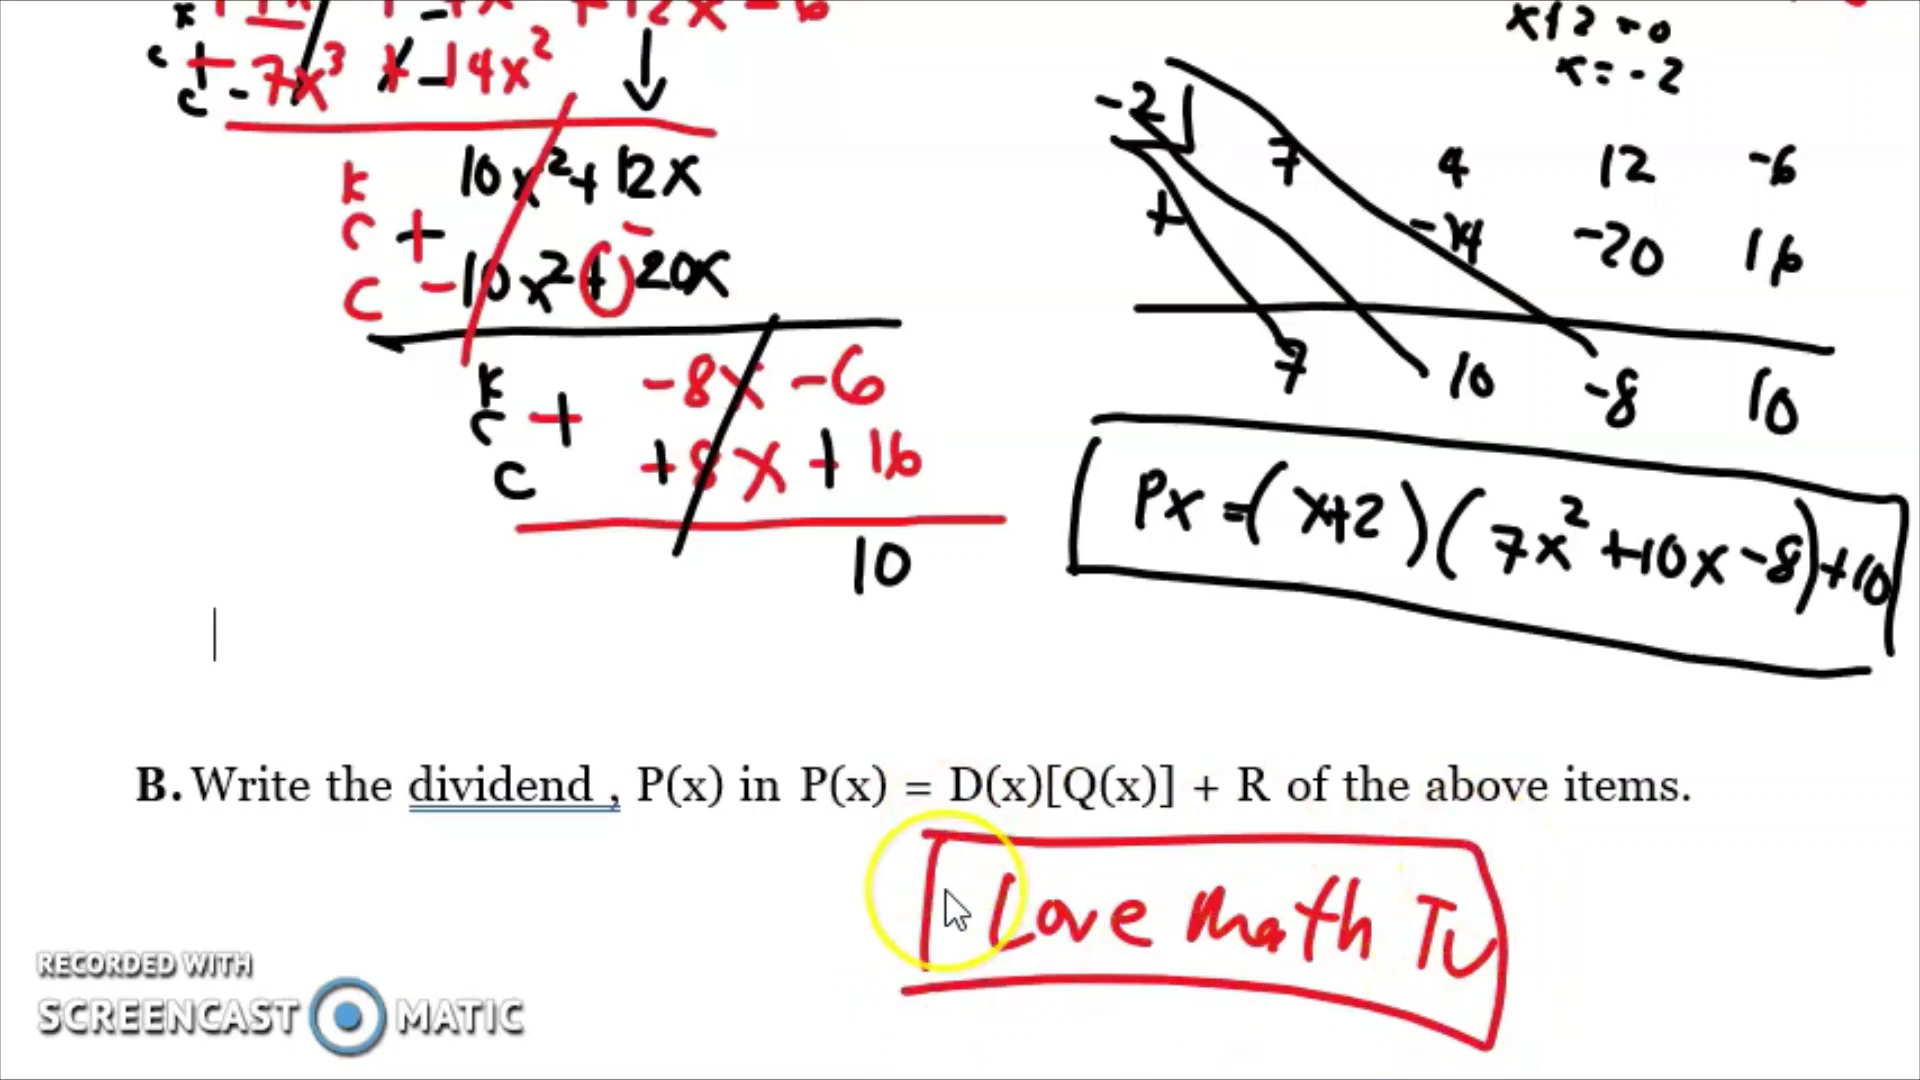 +12x - 6
x+2=0
K
C + -7x³ + -14x²
C
x = -2
-2 7 4 12 -6
10x² + 12x
K
C +
+ -14 -20 16
C -10x² + -20x
7 10 -8 10
K -8x -6
C +
+8x + 16
C
Px = (x+2)(7x² +10x -8)+10
10
B. Write the dividend , P(x) in P(x) = D(x)[Q(x)] + R of the above items.
Love Math TV
RECORDED WITH
SCREENCAST MATIC